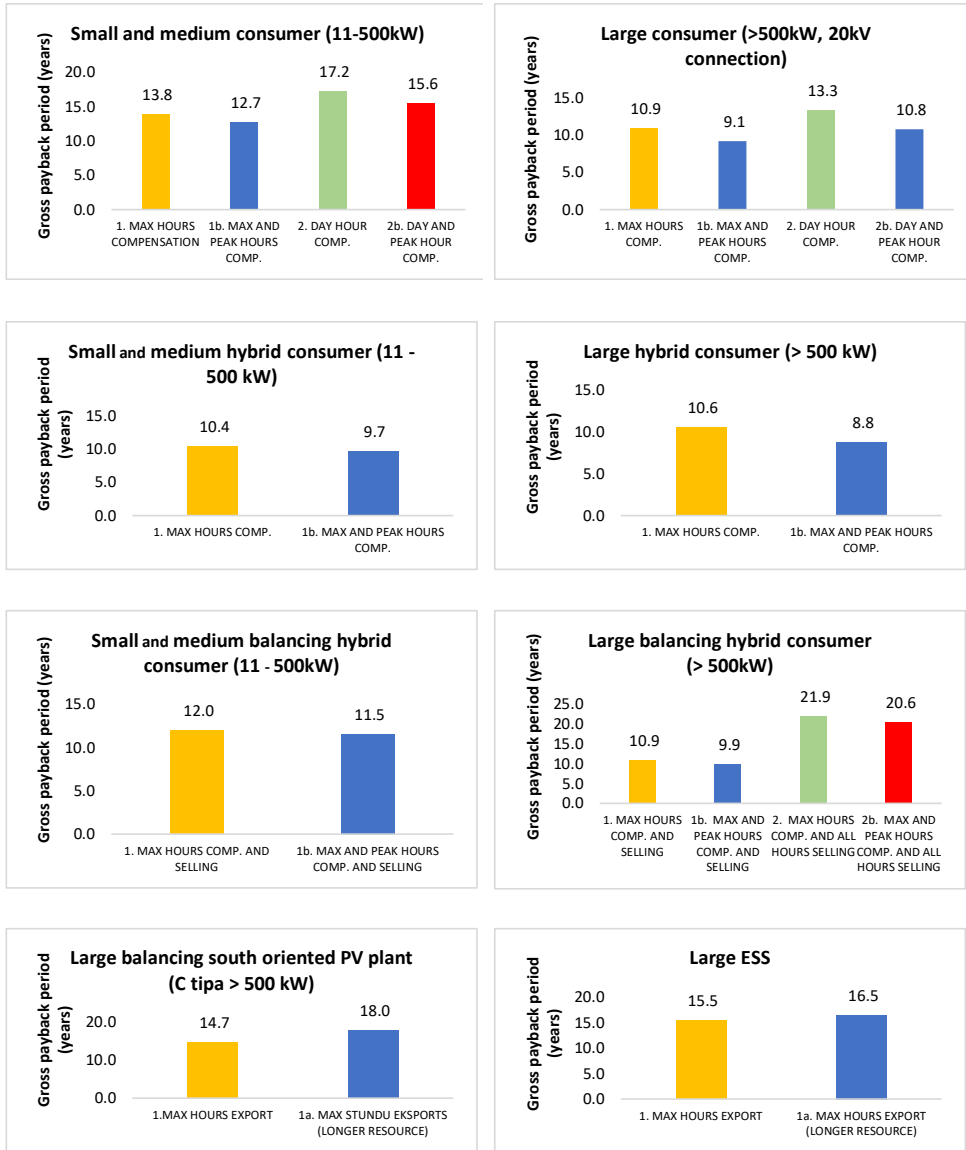 Small and medium consumer (11-500kW)
Gross payback period (years)
20.0
15.0
10.0
5.0
0.0
13.8
12.7
17.2
15.6
1. MAX HOURS
COMPENSATION
1b. MAX AND
PEAK HOURS
COMP.
2. DAY HOUR
COMP.
2b. DAY AND
PEAK HOUR
COMP.
Large consumer (>500kW, 20kV
connection)
Gross payback period (years)
15.0
10.0
5.0
0.0
10.9
9.1
13.3
10.8
1. MAX HOURS
COMP.
1b. MAX AND
PEAK HOURS
COMP.
2. DAY HOUR
COMP.
2b. DAY AND
PEAK HOUR
COMP.
Small and medium hybrid consumer (11 -
500 kW)
Gross payback period
(years)
15.0
10.0
5.0
0.0
10.4
9.7
1. MAX HOURS COMP.
1b. MAX AND PEAK HOURS
COMP.
Large hybrid consumer (> 500 kW)
Gross payback period
(years)
15.0
10.0
5.0
0.0
10.6
8.8
1. MAX HOURS COMP.
1b. MAX AND PEAK HOURS
COMP.
Small and medium balancing hybrid
consumer (11 - 500kW)
Gross payback period (years)
15.0
10.0
5.0
0.0
12.0
11.5
1. MAX HOURS COMP. AND
SELLING
1b. MAX AND PEAK HOURS
COMP. AND SELLING
Large balancing hybrid consumer
(> 500kW)
Gross payback period (years)
25.0
20.0
15.0
10.0
5.0
0.0
10.9
9.9
21.9
20.6
1. MAX HOURS
COMP. AND
SELLING
1b. MAX AND
PEAK HOURS
COMP. AND
SELLING
2. MAX HOURS
COMP. AND ALL
HOURS SELLING
2b. MAX AND
PEAK HOURS
COMP. AND ALL
HOURS SELLING
Large balancing south oriented PV plant
(C tipa > 500 kW)
Gross payback period
(years)
20.0
10.0
0.0
14.7
18.0
1.MAX HOURS EXPORT
1a. MAX STUNDU EKSPORTS
(LONGER RESOURCE)
Large ESS
Gross payback period
(years)
20.0
15.0
10.0
5.0
0.0
15.5
16.5
1. MAX HOURS EXPORT
1a. MAX HOURS EXPORT
(LONGER RESOURCE)